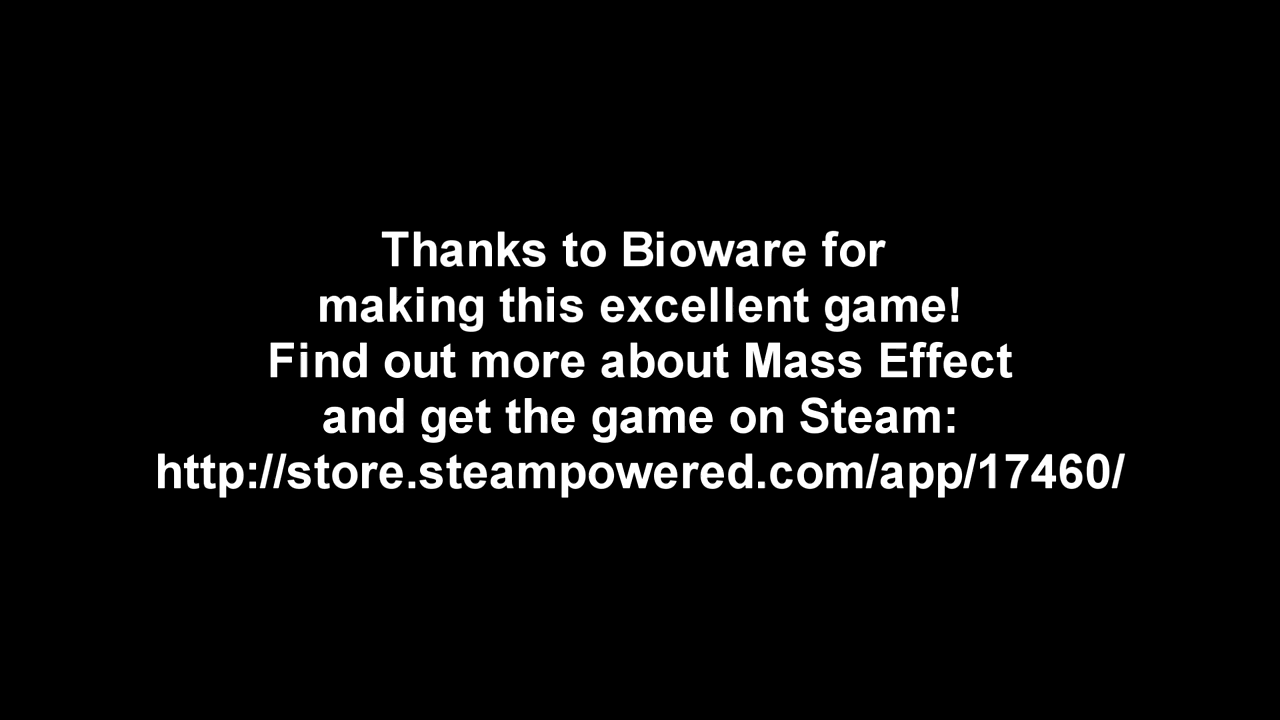 Thanks to Bioware for
making this excellent game!
Find out more about Mass Effect
and get the game on Steam:
http://store.steampowered.com/app/17460/